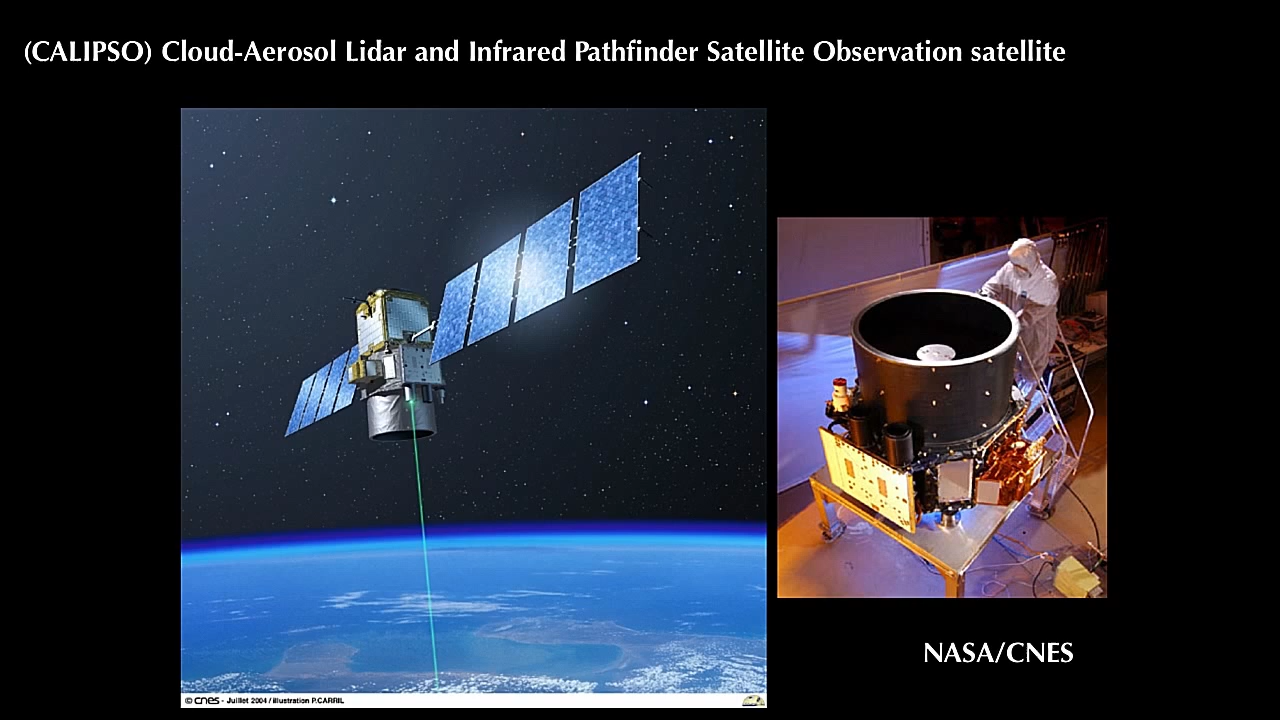 (CALIPSO) Cloud-Aerosol Lidar and Infrared Pathfinder Satellite Observation satellite
© cnes - Juillet 2004 / Illustration P.CARRIL
NASA/CNES